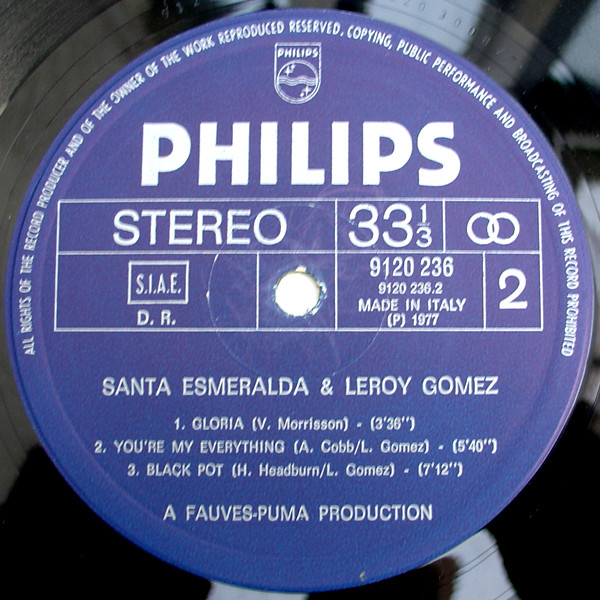 ALL RIGHTS OF THE RECORD PRODUCER AND OF THE OWNER OF THE WORK REPRODUCED RESERVED, COPYING, PUBLIC PERFORMANCE AND BROADCASTING OF THIS RECORD PROHIBITED
PHILIPS
PHILIPS
STEREO 33 1/3
S.I.A.E. 9120 236
9120 236.2 2
MADE IN ITALY
D. R. (P) 1977
SANTA ESMERALDA & LEROY GOMEZ
1. GLORIA (V. Morrisson) - (3'36")
2. YOU'RE MY EVERYTHING (A. Cobb/L. Gomez) - (5'40")
3. BLACK POT (H. Headburn/L. Gomez) - (7'12")
A FAUVES-PUMA PRODUCTION